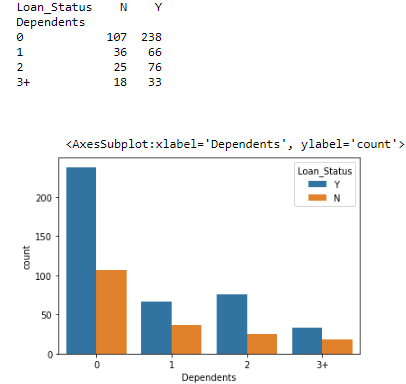 Loan_Status N Y
Dependents
0 107 238
1 36 66
2 25 76
3+ 18 33
<AxesSubplot:xlabel='Dependents', ylabel='count'>
Loan_Status
Y
N
200
150
100
50
0
count
0 1 2 3+
Dependents